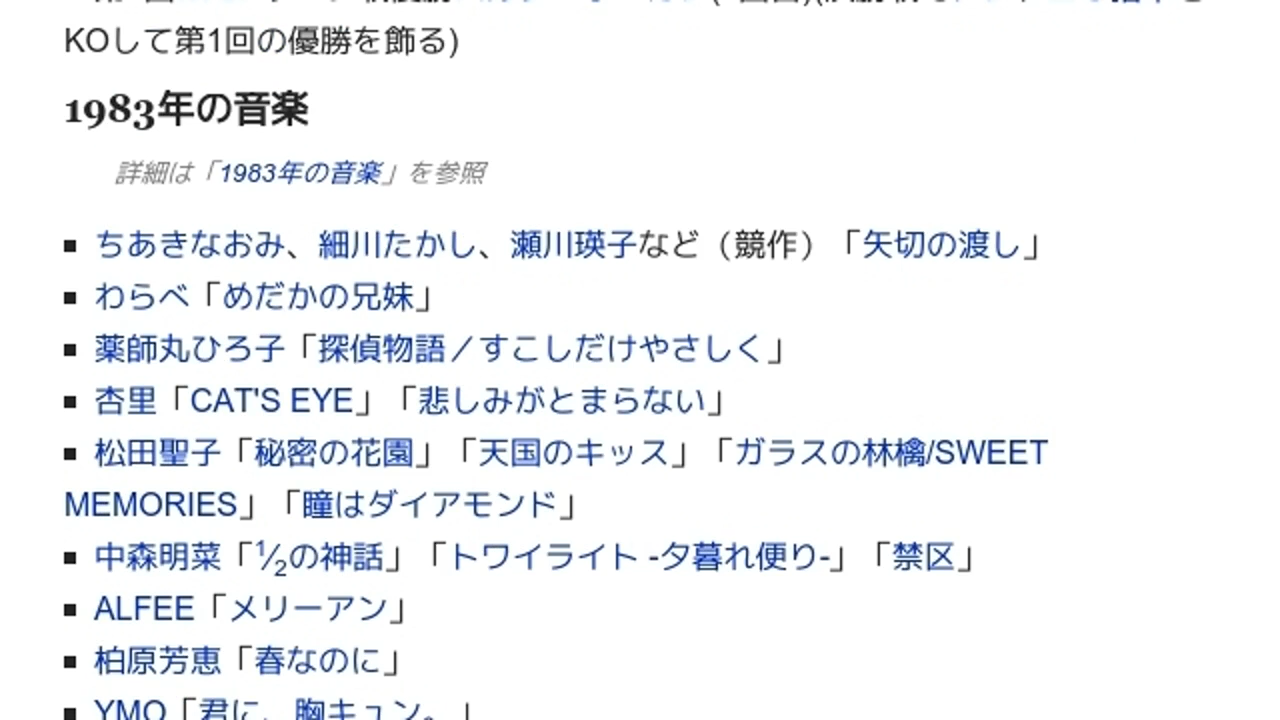 KOして第1回の優勝を飾る)
1983年の音楽
詳細は「1983年の音楽」を参照
▪ ちあきなおみ、細川たかし、瀬川瑛子など（競作）「矢切の渡し」
▪ わらべ「めだかの兄妹」
▪ 薬師丸ひろ子「探偵物語／すこしだけやさしく」
▪ 杏里「CAT'S EYE」「悲しみがとまらない」
▪ 松田聖子「秘密の花園」「天国のキッス」「ガラスの林檎/SWEET
MEMORIES」「瞳はダイアモンド」
▪ 中森明菜「1⁄2の神話」「トワイライト -夕暮れ便り-」「禁区」
▪ ALFEE「メリーアン」
▪ 柏原芳恵「春なのに」
▪ YMO「君に、胸キュン。」